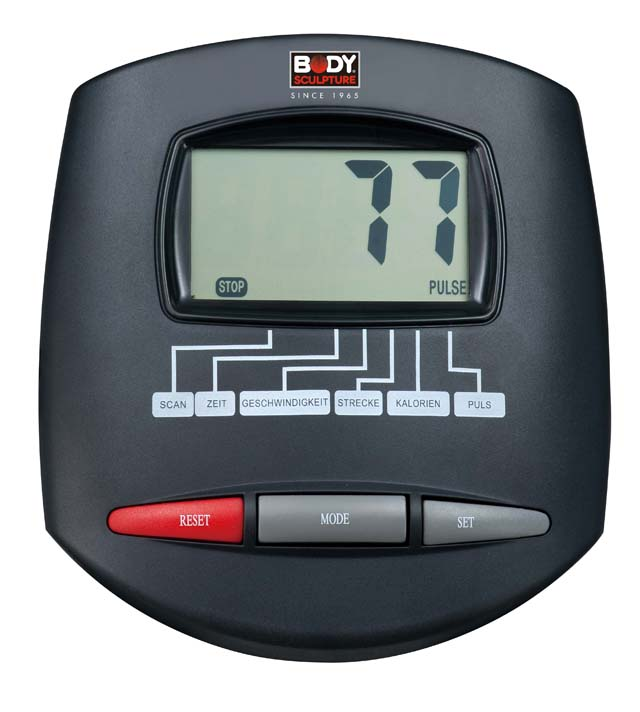 BODY
SCULPTURE
SINCE 1965
77
STOP PULSE
SCAN ZEIT GESCHWINDIGKEIT STRECKE KALORIEN PULS
RESET MODE SET